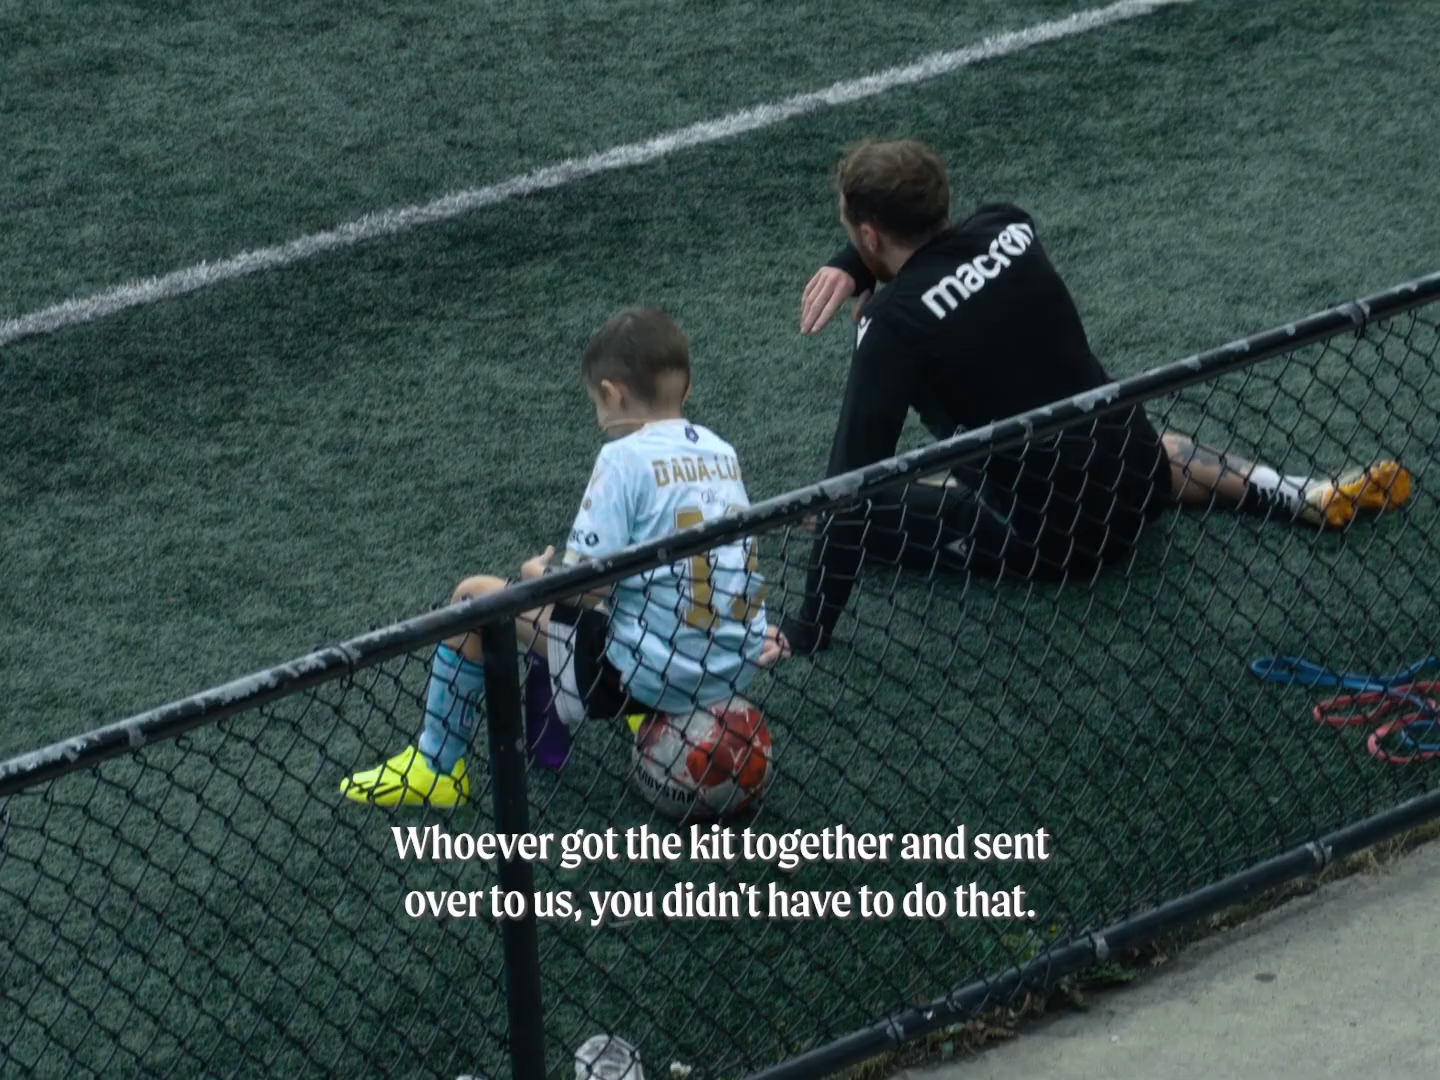 macron
DADA-LU
Whoever got the kit together and sent
over to us, you didn't have to do that.